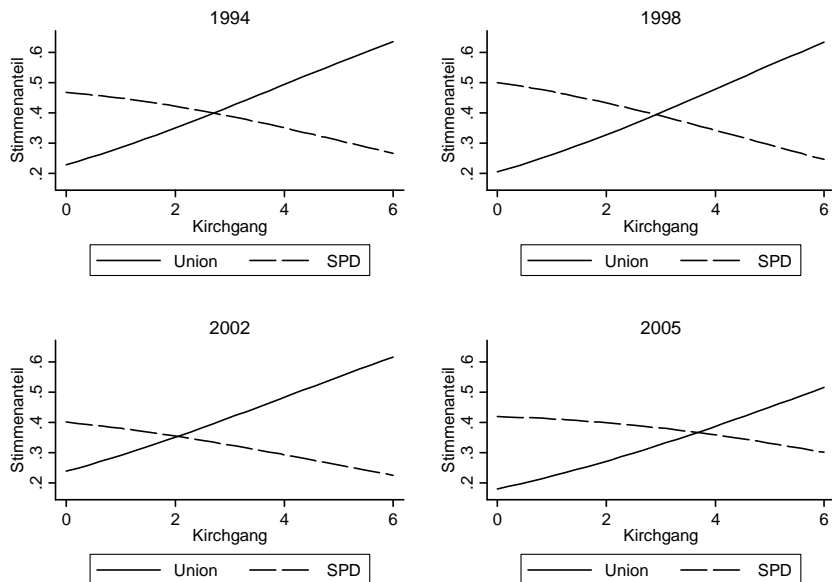 1994
Stimmenanteil
.2 .3 .4 .5 .6
0 2 4 6
Kirchgang
Union SPD
1998
Stimmenanteil
.2 .3 .4 .5 .6
0 2 4 6
Kirchgang
Union SPD
2002
Stimmenanteil
.2 .3 .4 .5 .6
0 2 4 6
Kirchgang
Union SPD
2005
Stimmenanteil
.2 .3 .4 .5 .6
0 2 4 6
Kirchgang
Union SPD